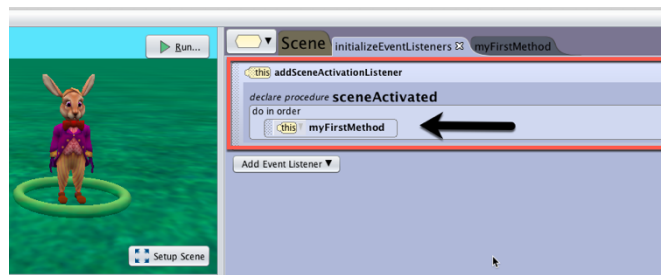 Run...
Scene initializeEventListeners myFirstMethod
this addSceneActivationListener
declare procedure sceneActivated
do in order
this myFirstMethod
Add Event Listener
Setup Scene